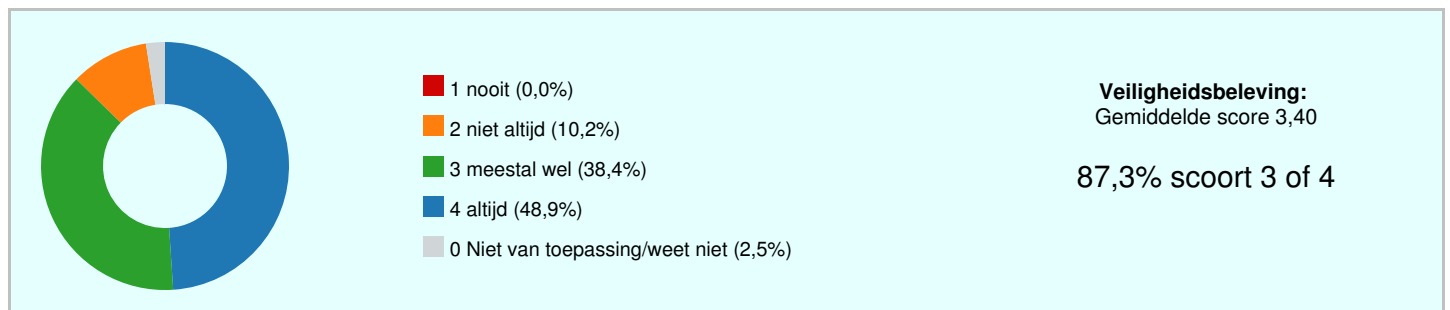 1 nooit (0,0%)
2 niet altijd (10,2%)
3 meestal wel (38,4%)
4 altijd (48,9%)
0 Niet van toepassing/weet niet (2,5%)
Veiligheidsbeleving:
Gemiddelde score 3,40
87,3% scoort 3 of 4